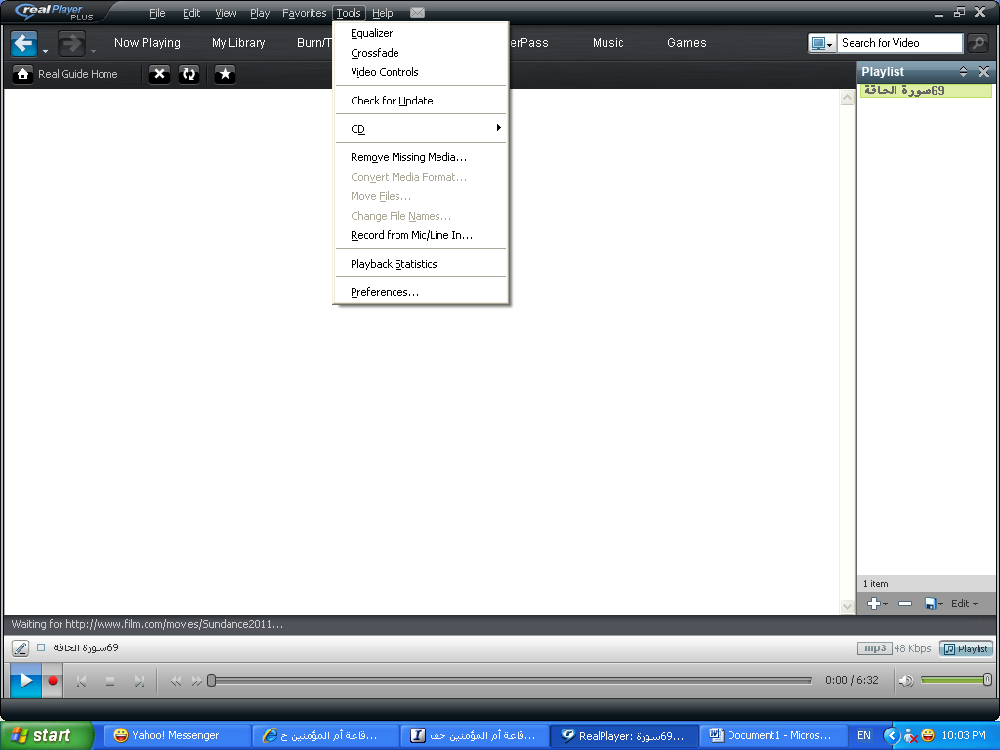 realPlayer PLUS
File Edit View Play Favorites Tools Help
Now Playing My Library Burn/T erPass Music Games Search for Video
Real Guide Home
Equalizer
Crossfade
Video Controls
Check for Update
CD
Remove Missing Media...
Convert Media Format...
Move Files...
Change File Names...
Record from Mic/Line In...
Playback Statistics
Preferences...
Playlist
69سورة الحاقة
1 item
Edit
Waiting for http://www.film.com/movies/Sundance2011...
69سورة الحاقة
mp3 48 Kbps Playlist
0:00 / 6:32
start Yahoo! Messenger قاعة أم المؤمنين ح... قاعة أم المؤمنين حف... RealPlayer: 69سورة... Document1 - Micros... EN 10:03 PM